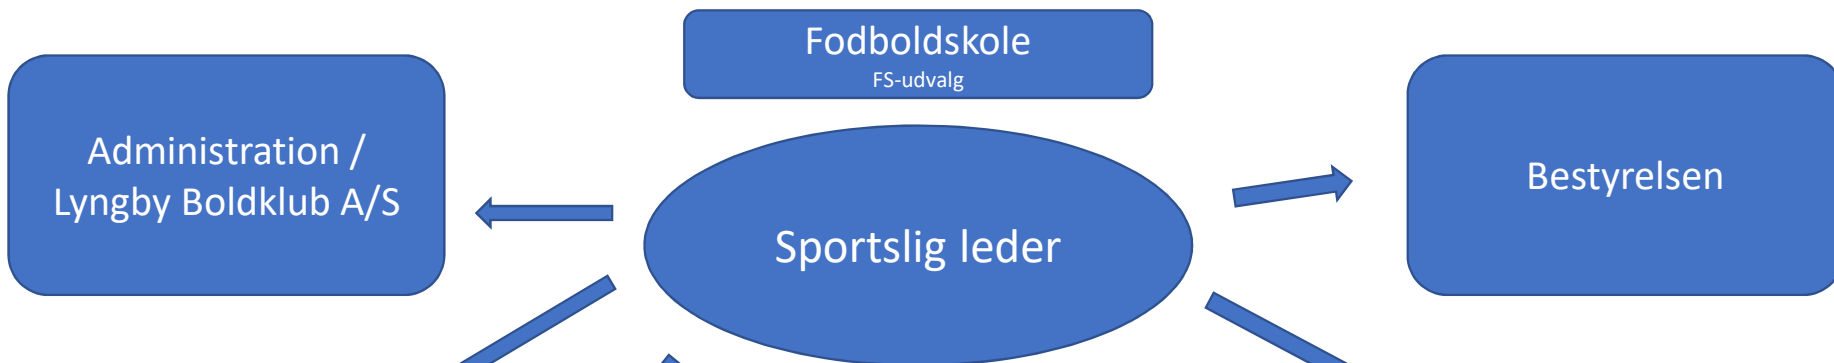 Fodboldskole
FS-udvalg
Administration /
Lyngby Boldklub A/S
Bestyrelsen
Sportslig leder